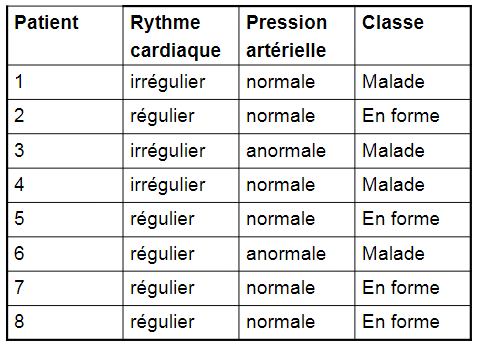 Patient Rythme cardiaque Pression artérielle Classe
1 irrégulier normale Malade
2 régulier normale En forme
3 irrégulier anormale Malade
4 irrégulier normale Malade
5 régulier normale En forme
6 régulier anormale Malade
7 régulier normale En forme
8 régulier normale En forme